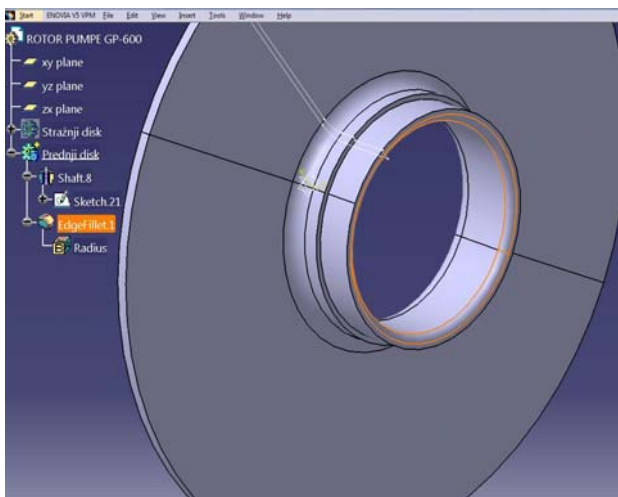 Start ENOVIA V5 VPM File Edit View Insert Tools Window Help
ROTOR PUMPE GP-600
xy plane
yz plane
zx plane
Stražnji disk
Prednji disk
Shaft.8
Sketch.21
EdgeFillet.1
Radius